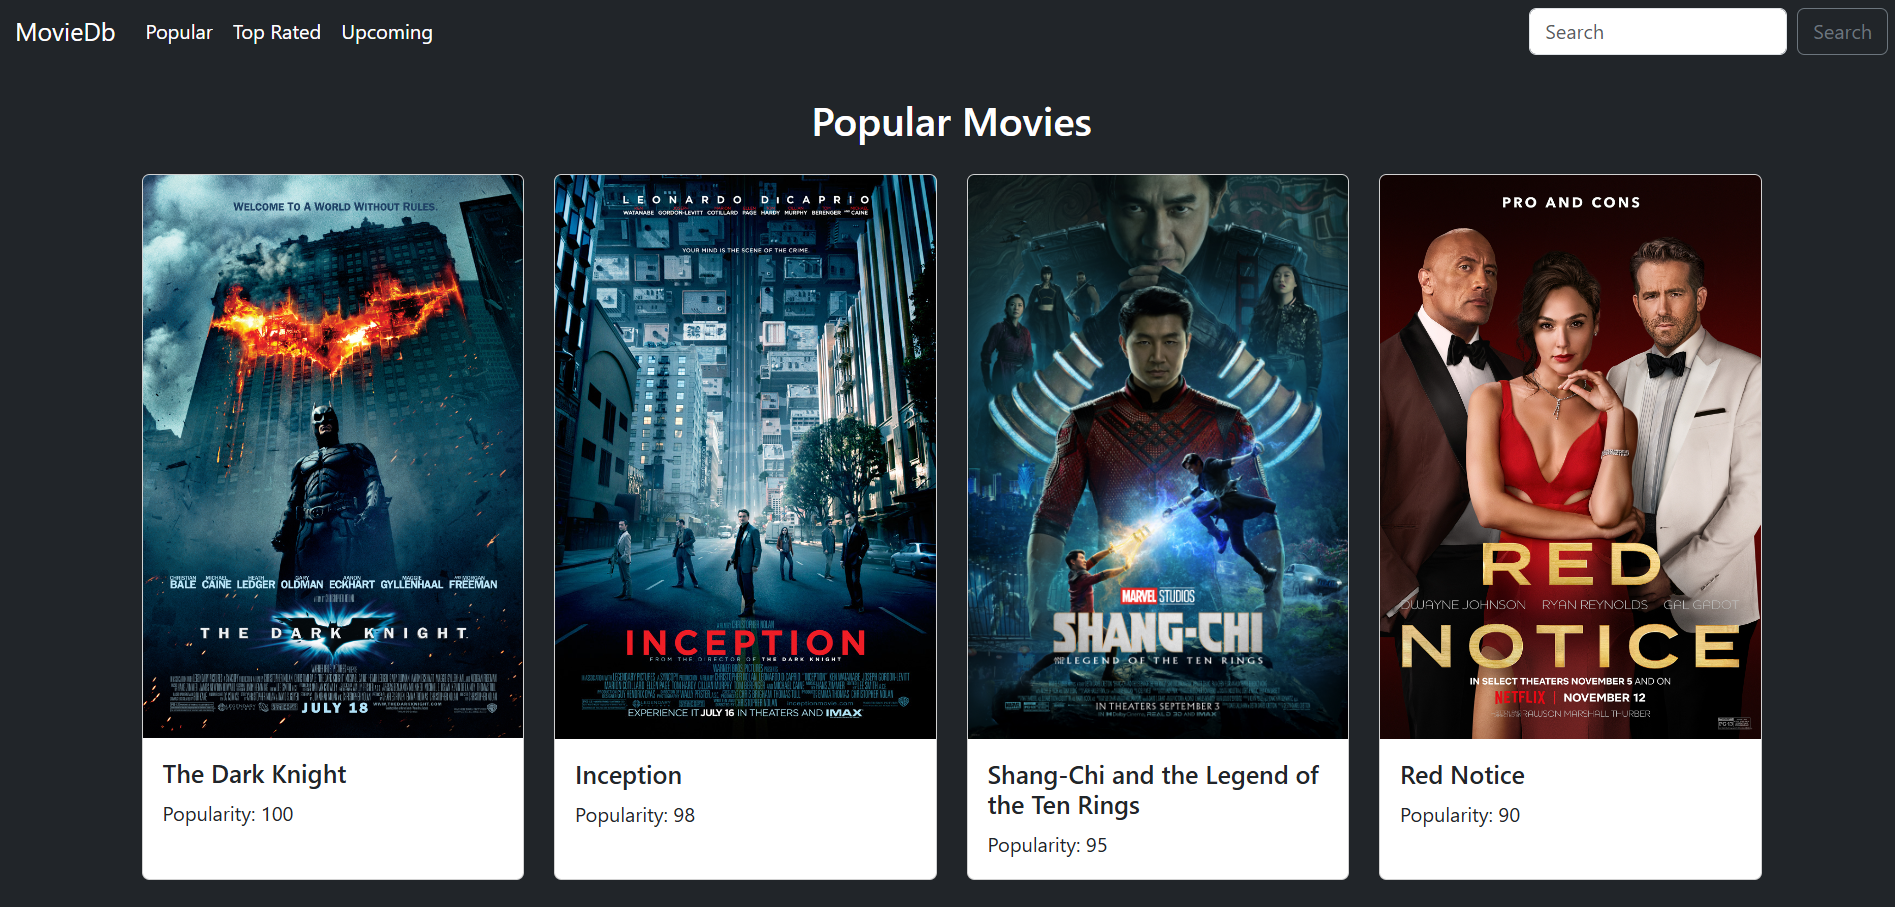 MovieDb
Popular
Top Rated
Upcoming
Search
Search
Popular Movies
WELCOME TO A WORLD WITHOUT RULES.
CHRISTIAN BALE MICHAEL CAINE HEATH LEDGER GARY OLDMAN AARON ECKHART MAGGIE GYLLENHAAL AND MORGAN FREEMAN
THE DARK KNIGHT
JULY 18
The Dark Knight
Popularity: 100
LEONARDO DiCAPRIO
WATANABE GORDON-LEVITT COTILLARD PAGE HARDY MURPHY BERENGER AND CAINE
YOUR MIND IS THE SCENE OF THE CRIME.
INCEPTION
FROM THE DIRECTOR OF THE DARK KNIGHT
EXPERIENCE IT JULY 16 IN THEATERS AND IMAX
Inception
Popularity: 98
MARVEL STUDIOS
SHANG-CHI
AND THE LEGEND OF THE TEN RINGS
IN THEATERS SEPTEMBER 3
Shang-Chi and the Legend of
the Ten Rings
Popularity: 95
PRO AND CONS
RED
DWAYNE JOHNSON RYAN REYNOLDS GAL GADOT
NOTICE
IN SELECT THEATERS NOVEMBER 5 AND ON
NETFLIX | NOVEMBER 12
RAWSON MARSHALL THURBER
Red Notice
Popularity: 90